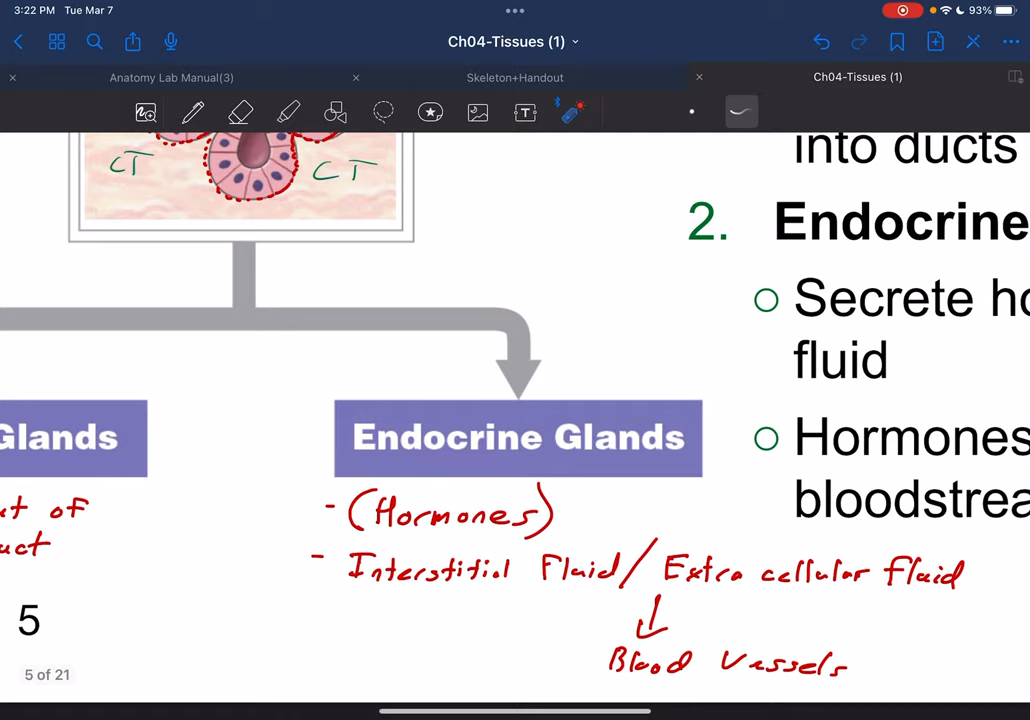 3:22 PM Tue Mar 7
93%
Ch04-Tissues (1)
Anatomy Lab Manual(3)
Skeleton+Handout
Ch04-Tissues (1)
CT
CT
into ducts
2. Endocrine
Secrete ho
fluid
Hormones
bloodstrea
Glands
Endocrine Glands
of
uct
- (Hormones)
- Interstitial Fluid / Extra cellular fluid
Blood Vessels
5
5 of 21